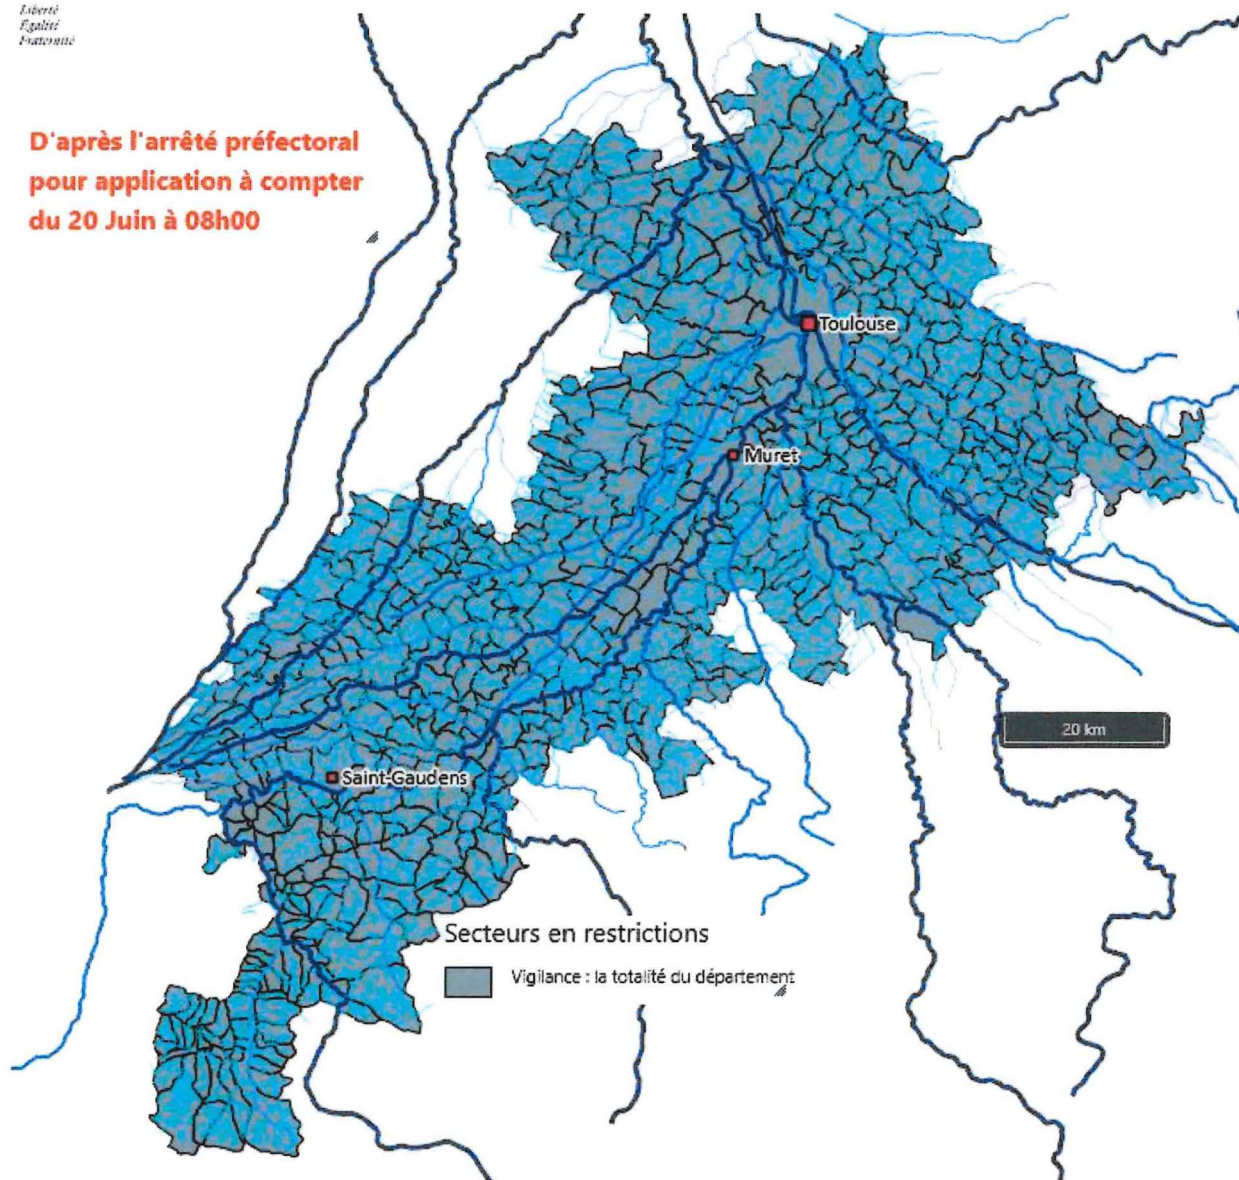 Liberté
Égalité
Fraternité
D'après l'arrêté préfectoral
pour application à compter
du 20 Juin à 08h00
Toulouse
Muret
20 km
Saint-Gaudens
Secteurs en restrictions
Vigilance : la totalité du département